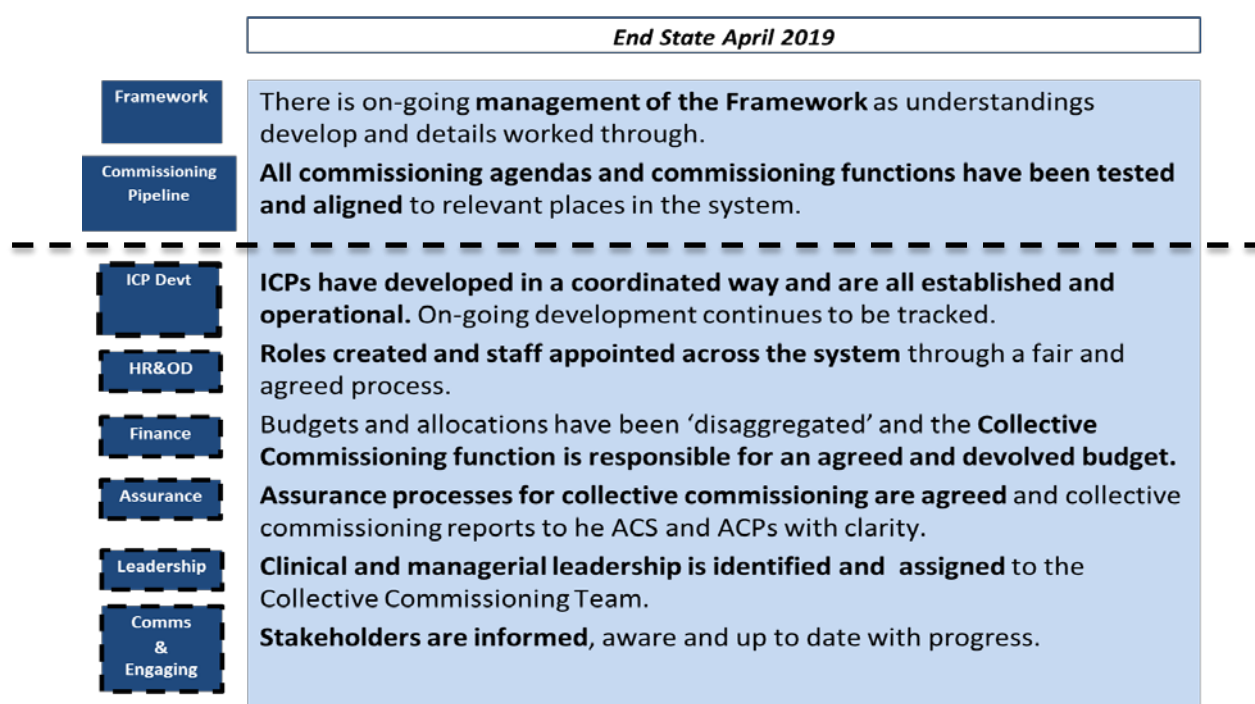 End State April 2019
Framework
There is on-going management of the Framework as understandings
develop and details worked through.
Commissioning
Pipeline
All commissioning agendas and commissioning functions have been tested
and aligned to relevant places in the system.
ICP Devt
ICPs have developed in a coordinated way and are all established and
operational. On-going development continues to be tracked.
HR&OD
Roles created and staff appointed across the system through a fair and
agreed process.
Finance
Budgets and allocations have been ‘disaggregated’ and the Collective
Commissioning function is responsible for an agreed and devolved budget.
Assurance
Assurance processes for collective commissioning are agreed and collective
commissioning reports to he ACS and ACPs with clarity.
Leadership
Clinical and managerial leadership is identified and assigned to the
Collective Commissioning Team.
Comms
&
Engaging
Stakeholders are informed, aware and up to date with progress.